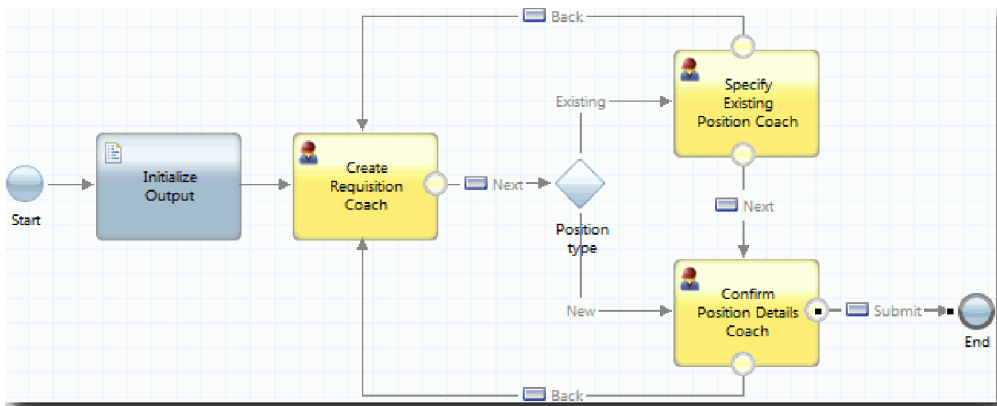 Back
Specify
Existing
Position Coach
Existing
Initialize
Output
Create
Requisition
Coach
Next
Start
Next
Position
type
Confirm
Position Details
Coach
New
Submit
End
Back